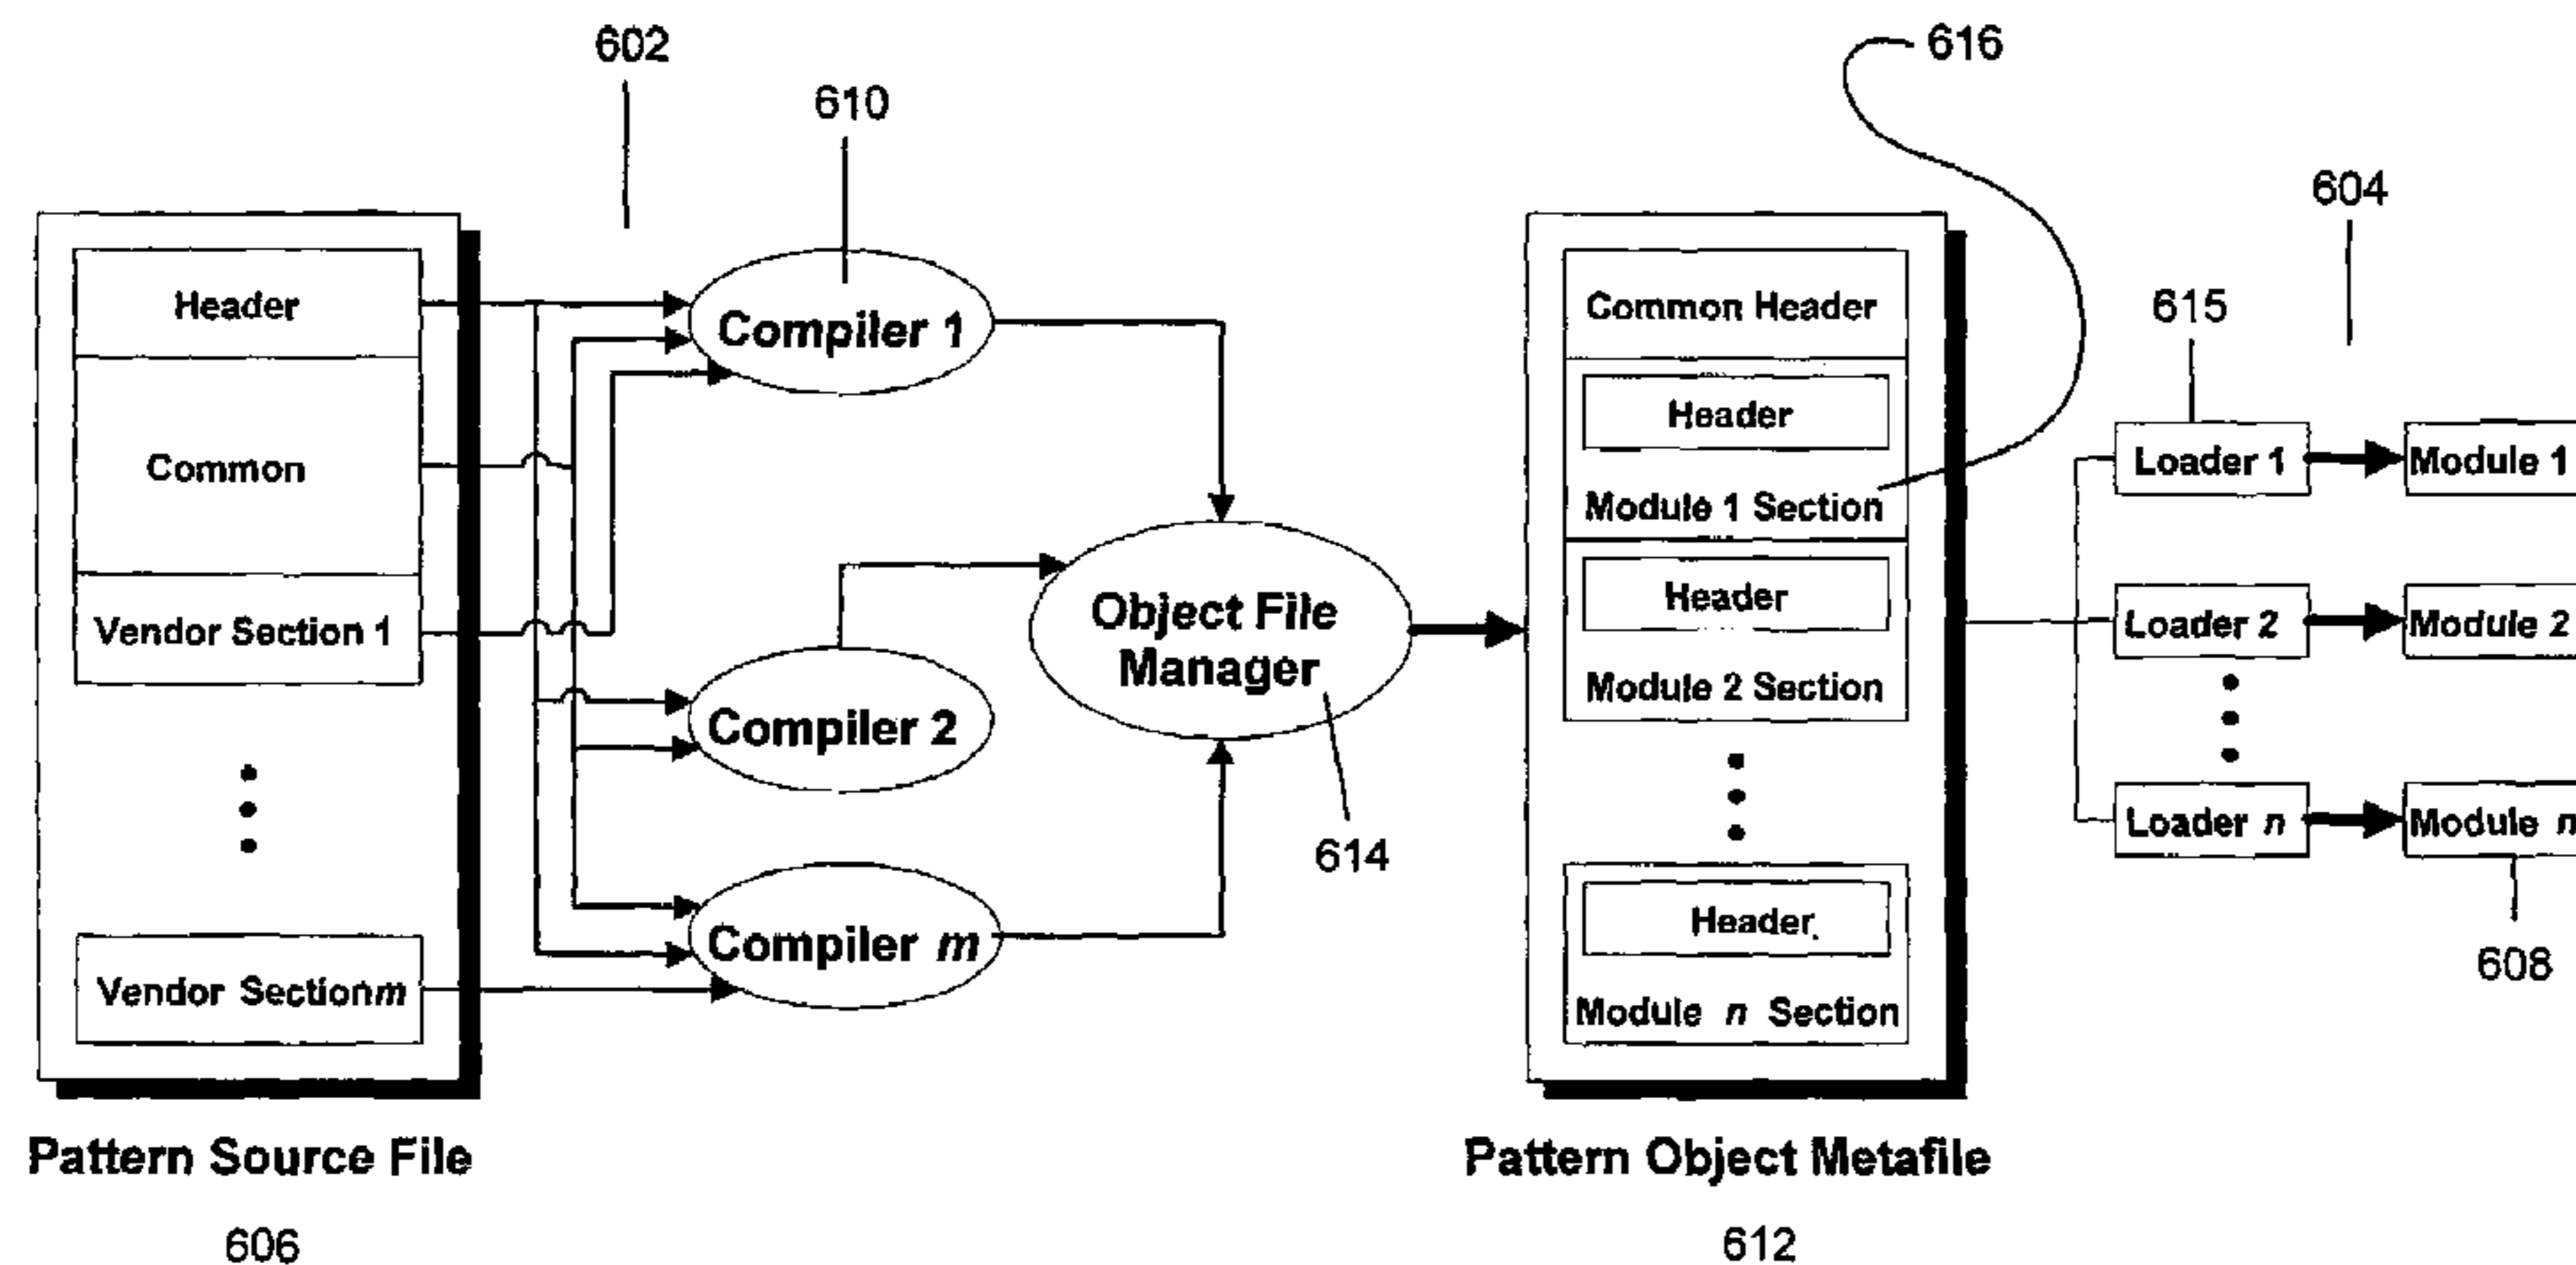 602
616
610
604
615
Header
Common
Vendor Section 1
Vendor Section m
Compiler 1
Compiler 2
Compiler m
Object File
Manager
614
Common Header
Header
Module 1 Section
Header
Module 2 Section
Header
Module n Section
Loader 1
Module 1
Loader 2
Module 2
Loader n
Module n
608
Pattern Source File
606
Pattern Object Metafile
612